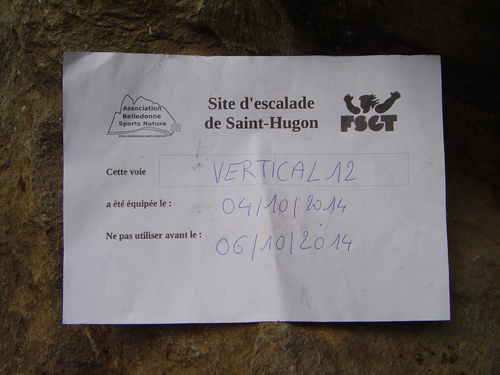 Association
Belledonne
Sports Nature
Site d'escalade
de Saint-Hugon
FSGT
Cette voie VERTICAL 12
a été équipée le : 04/10/2014
Ne pas utiliser avant le : 06/10/2014